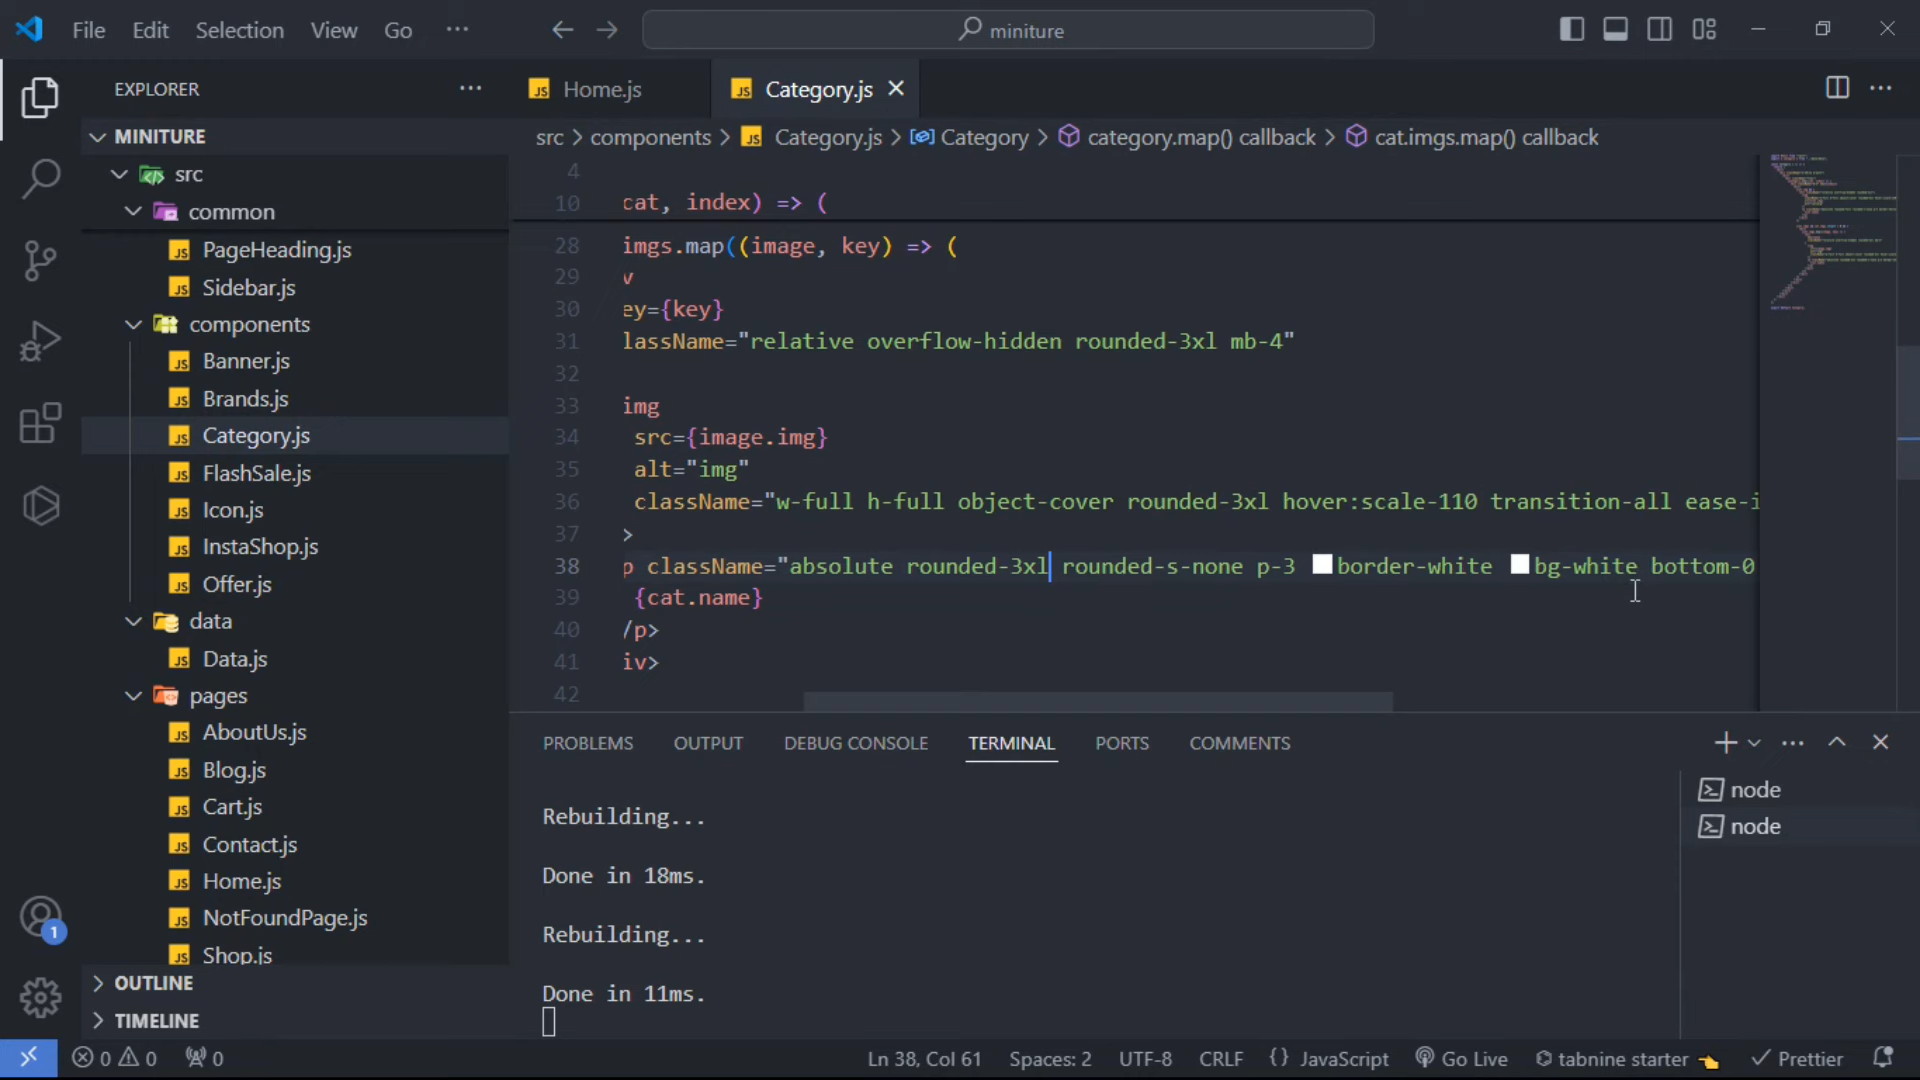 File Edit Selection View Go ···
miniture
EXPLORER
MINITURE
src
common
PageHeading.js
Sidebar.js
components
Banner.js
Brands.js
Category.js
FlashSale.js
Icon.js
InstaShop.js
Offer.js
data
Data.js
pages
AboutUs.js
Blog.js
Cart.js
Contact.js
Home.js
NotFoundPage.js
Shop.js
OUTLINE
TIMELINE
1
JS Home.js JS Category.js
src > components > JS Category.js > Category > category.map() callback > cat.imgs.map() callback
4
10 cat, index) => (
28 imgs.map((image, key) => (
29 v
30 ey={key}
31 lassName="relative overflow-hidden rounded-3xl mb-4"
32
33 img
34 src={image.img}
35 alt="img"
36 className="w-full h-full object-cover rounded-3xl hover:scale-110 transition-all ease-i
37 >
38 p className="absolute rounded-3xl rounded-s-none p-3 border-white bg-white bottom-0
39 {cat.name}
40 /p>
41 iv>
42
PROBLEMS OUTPUT DEBUG CONSOLE TERMINAL PORTS COMMENTS
Rebuilding...
Done in 18ms.
Rebuilding...
Done in 11ms.
node
node
0 0 0 Ln 38, Col 61 Spaces: 2 UTF-8 CRLF {} JavaScript Go Live tabnine starter Prettier